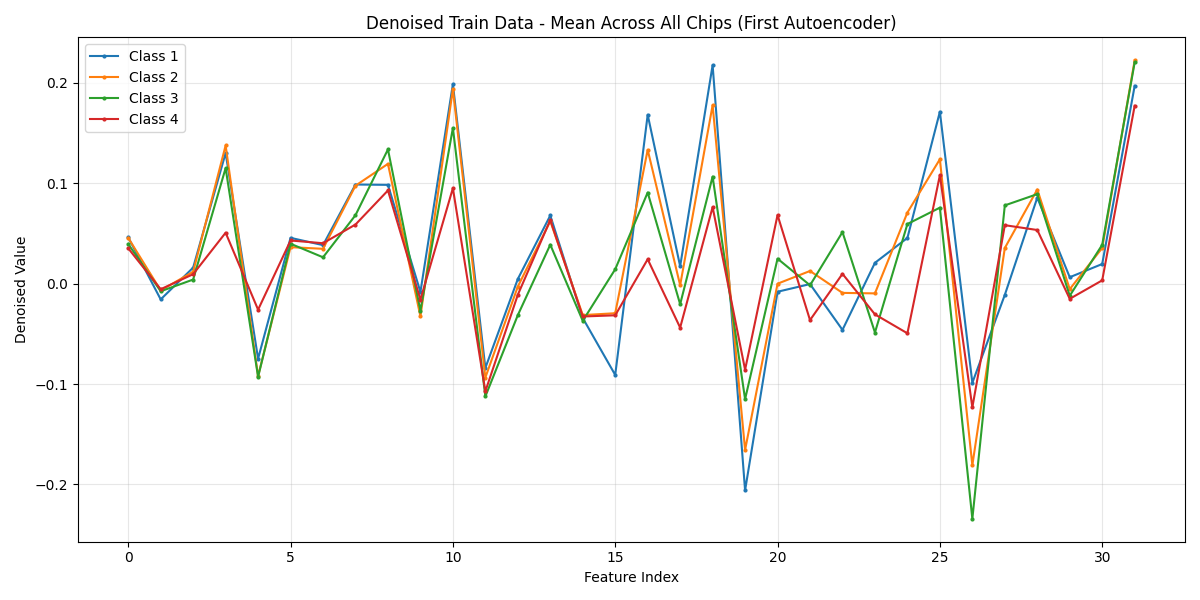 Denoised Train Data - Mean Across All Chips (First Autoencoder)
Class 1
Class 2
Class 3
Class 4
Denoised Value
0.2
0.1
0.0
−0.1
−0.2
0
5
10
15
20
25
30
Feature Index